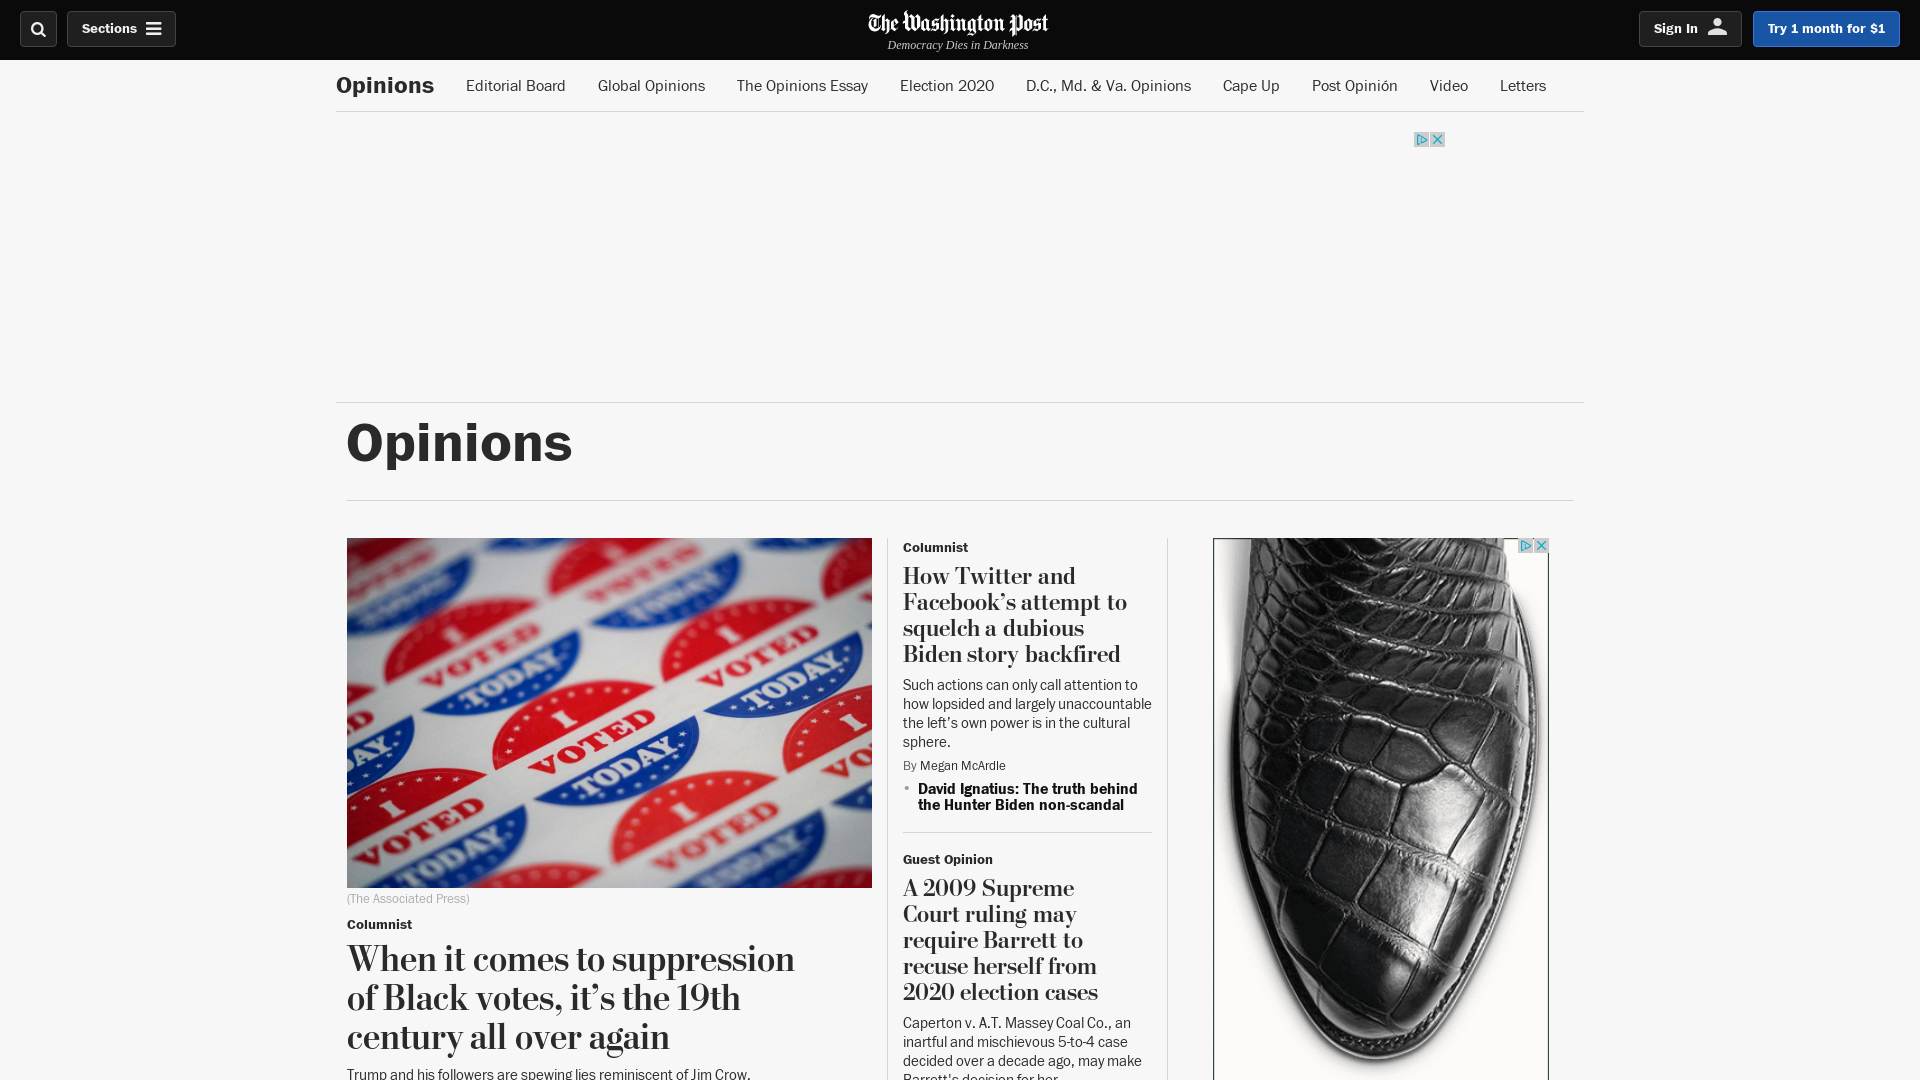 Sections
The Washington Post
Democracy Dies in Darkness
Sign In
Try 1 month for $1
Opinions
Editorial Board
Global Opinions
The Opinions Essay
Election 2020
D.C., Md. & Va. Opinions
Cape Up
Post Opinión
Video
Letters
Opinions
I VOTED TODAY
(The Associated Press)
Columnist
When it comes to suppression
of Black votes, it’s the 19th
century all over again
Trump and his followers are spewing lies reminiscent of Jim Crow.
Columnist
How Twitter and
Facebook’s attempt to
squelch a dubious
Biden story backfired
Such actions can only call attention to
how lopsided and largely unaccountable
the left’s own power is in the cultural
sphere.
By Megan McArdle
• David Ignatius: The truth behind
the Hunter Biden non-scandal
Guest Opinion
A 2009 Supreme
Court ruling may
require Barrett to
recuse herself from
2020 election cases
Caperton v. A.T. Massey Coal Co., an
inartful and mischievous 5-to-4 case
decided over a decade ago, may make
Barrett's decision for her.